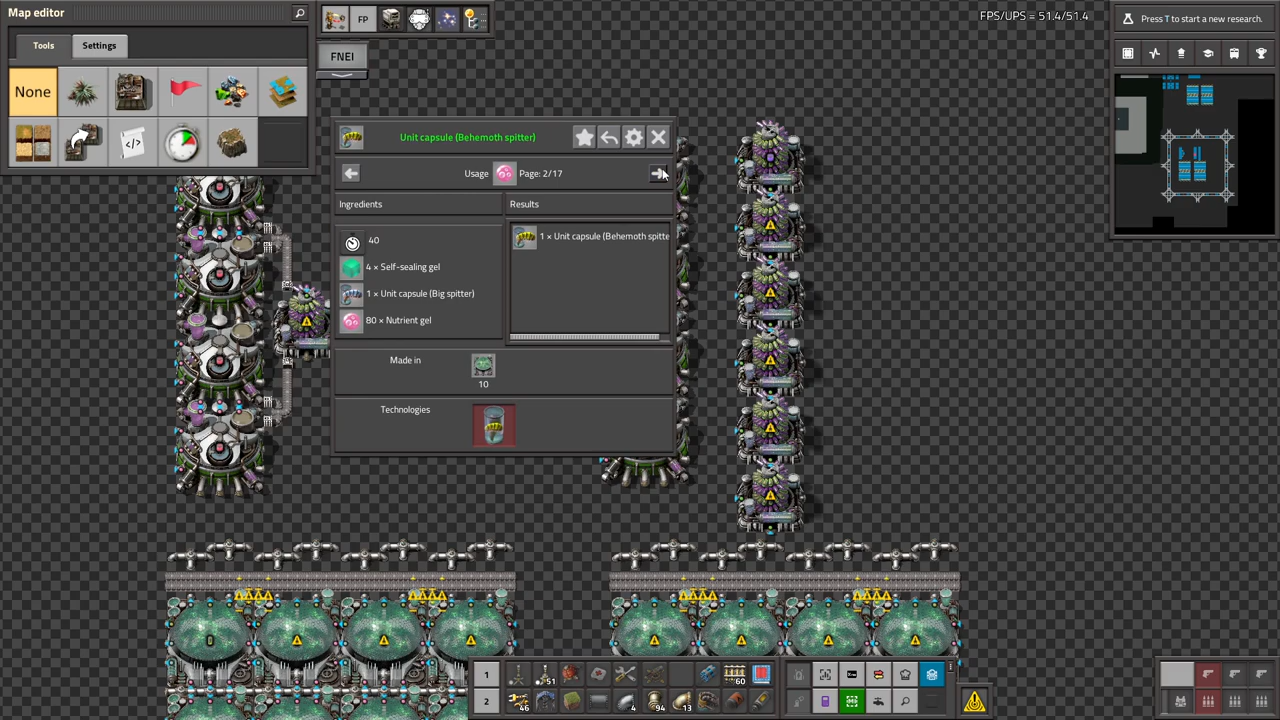 Map editor
FP
FPS/UPS = 51.4/51.4
Press T to start a new research.
Tools
Settings
FNEI
None
</>
Unit capsule (Behemoth spitter)
Usage
Page: 2/17
Ingredients
Results
40
1 × Unit capsule (Behemoth spitte
4 × Self-sealing gel
1 × Unit capsule (Big spitter)
80 × Nutrient gel
Made in
10
Technologies
1
51
60
2
46
4
94
13